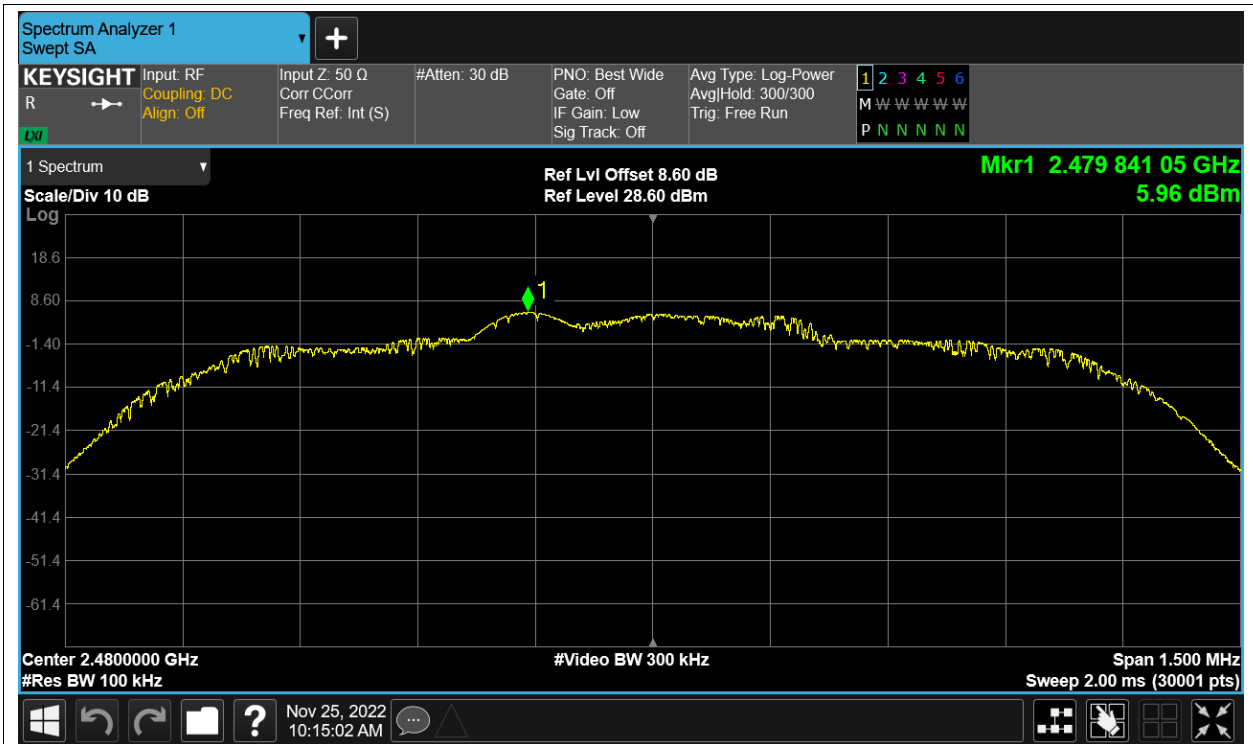 Spectrum Analyzer 1
Swept SA
KEYSIGHT
R
LXI
Input: RF
Coupling: DC
Align: Off
Input Z: 50 Ω
Corr CCorr
Freq Ref: Int (S)
#Atten: 30 dB
PNO: Best Wide
Gate: Off
IF Gain: Low
Sig Track: Off
Avg Type: Log-Power
Avg|Hold: 300/300
Trig: Free Run
1 2 3 4 5 6
M W W W W W
P N N N N N
1 Spectrum
Scale/Div 10 dB
Log
Ref Lvl Offset 8.60 dB
Ref Level 28.60 dBm
Mkr1 2.479 841 05 GHz
5.96 dBm
18.6
8.60
1
-1.40
-11.4
-21.4
-31.4
-41.4
-51.4
-61.4
Center 2.4800000 GHz
#Video BW 300 kHz
Span 1.500 MHz
#Res BW 100 kHz
Sweep 2.00 ms (30001 pts)
?
Nov 25, 2022
10:15:02 AM